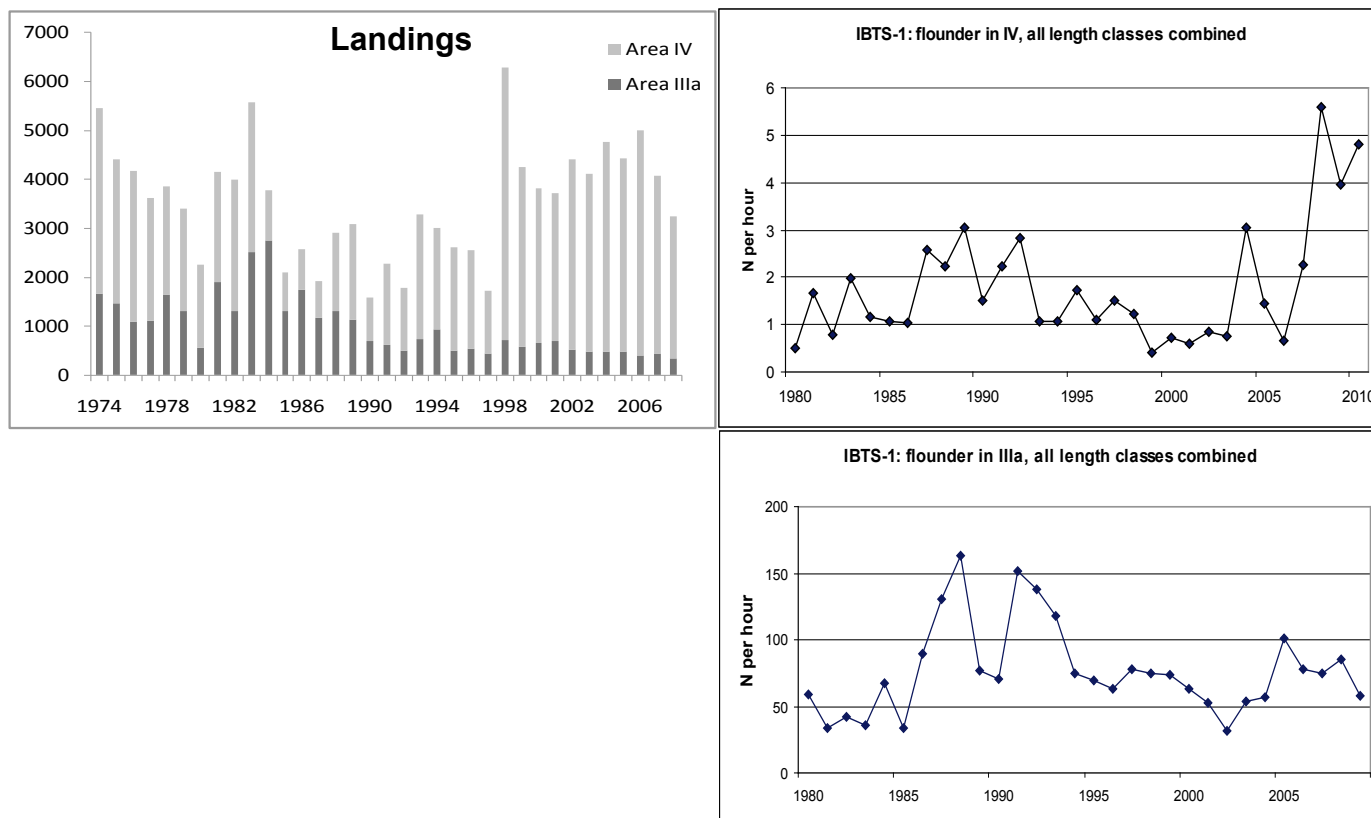 Landings
Area IV
Area IIIa
7000
6000
5000
4000
3000
2000
1000
0
1974 1978 1982 1986 1990 1994 1998 2002 2006
IBTS-1: flounder in IV, all length classes combined
N per hour
6
5
4
3
2
1
0
1980 1985 1990 1995 2000 2005 2010
IBTS-1: flounder in IIIa, all length classes combined
N per hour
200
150
100
50
0
1980 1985 1990 1995 2000 2005